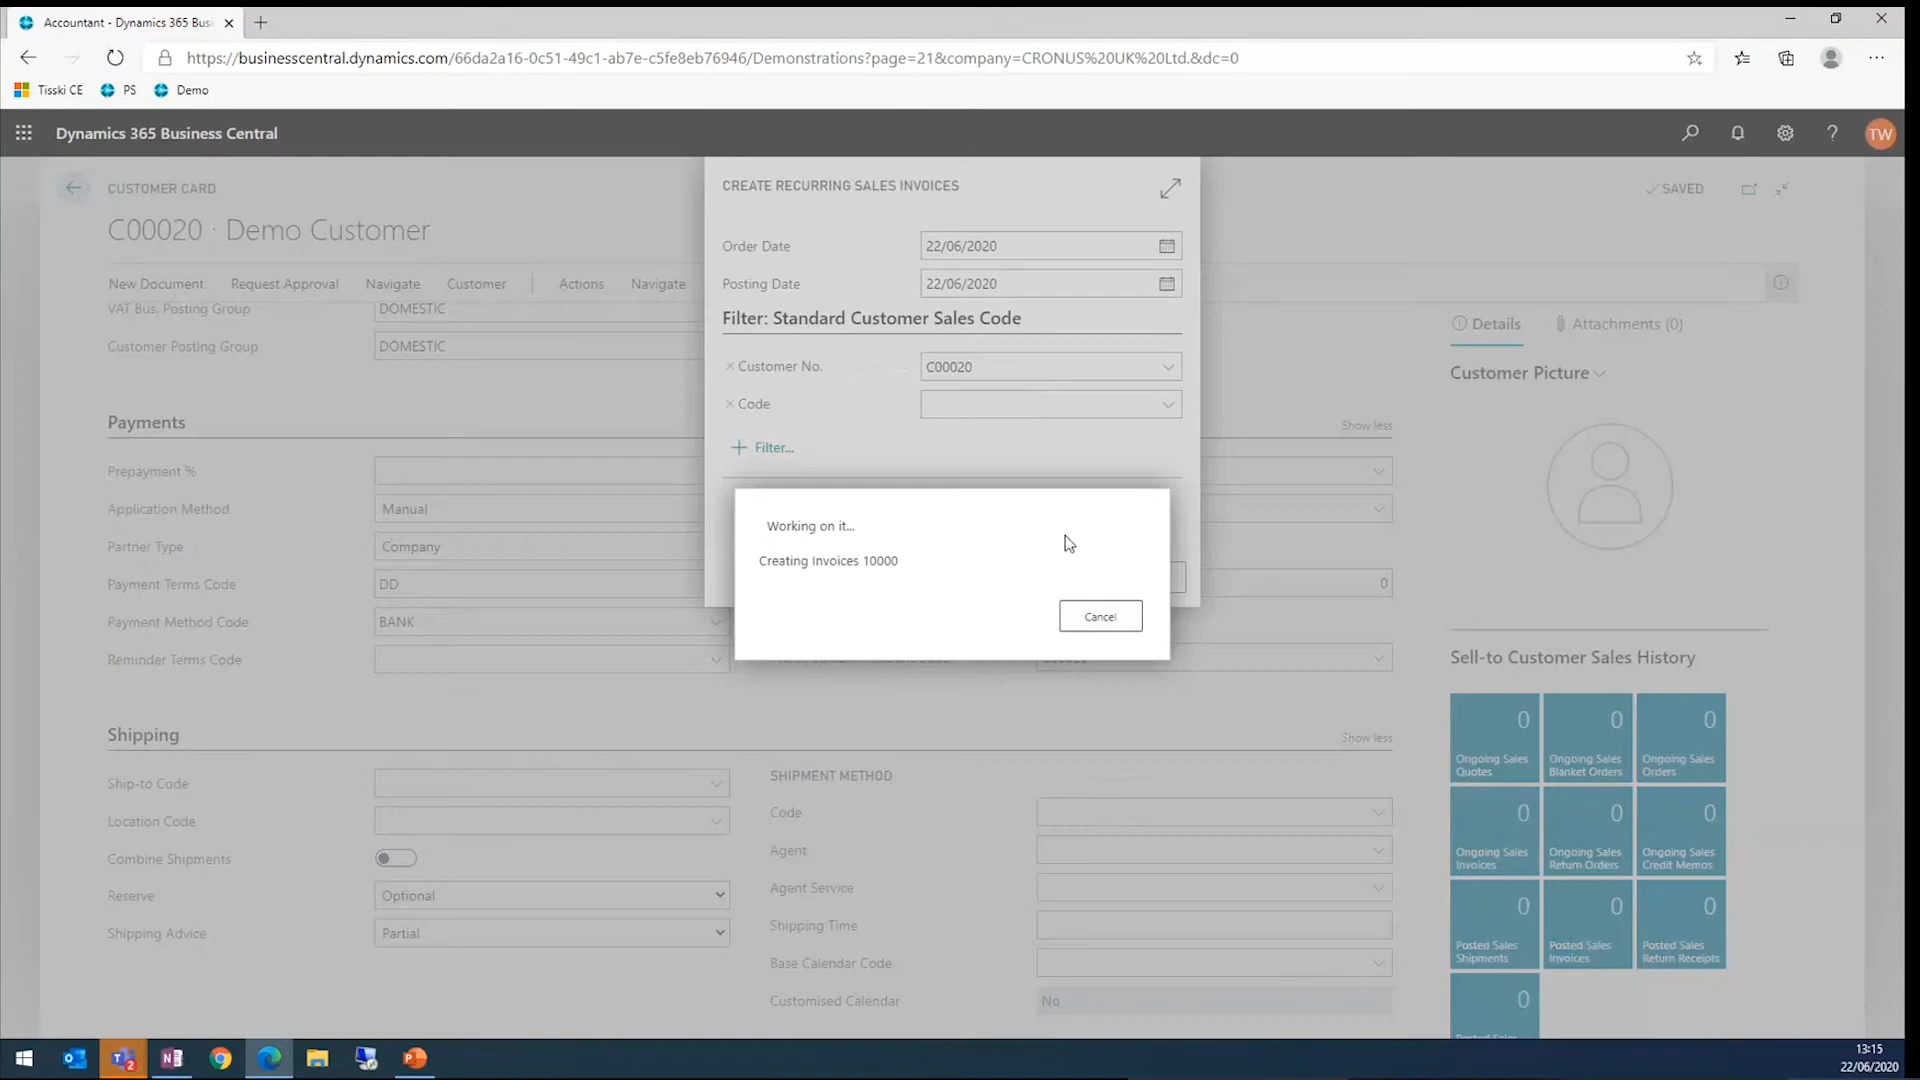 Accountant - Dynamics 365 Busi
https://businesscentral.dynamics.com/66da2a16-0c51-49c1-ab7e-c5fe8eb76946/Demonstrations?page=21&company=CRONUS%20UK%20Ltd.&dc=0
Tisski CE
PS
Demo
Dynamics 365 Business Central
TW
CUSTOMER CARD
SAVED
C00020 · Demo Customer
New Document
Request Approval
Navigate
Customer
Actions
Navigate
VAT Bus. Posting Group
DOMESTIC
Customer Posting Group
DOMESTIC
Payments
Show less
Prepayment %
Application Method
Manual
Partner Type
Company
Payment Terms Code
DD
0
Payment Method Code
BANK
Reminder Terms Code
Shipping
Show less
Ship-to Code
Location Code
Combine Shipments
Reserve
Optional
Shipping Advice
Partial
SHIPMENT METHOD
Code
Agent
Agent Service
Shipping Time
Base Calendar Code
Customised Calendar
No
CREATE RECURRING SALES INVOICES
Order Date
22/06/2020
Posting Date
22/06/2020
Filter: Standard Customer Sales Code
Customer No.
C00020
Code
Filter...
Working on it...
Creating Invoices 10000
Cancel
Details
Attachments (0)
Customer Picture
Sell-to Customer Sales History
0
Ongoing Sales
Quotes
0
Ongoing Sales
Blanket Orders
0
Ongoing Sales
Orders
0
Ongoing Sales
Invoices
0
Ongoing Sales
Return Orders
0
Ongoing Sales
Credit Memos
0
Posted Sales
Shipments
0
Posted Sales
Invoices
0
Posted Sales
Return Receipts
0
13:15
22/06/2020